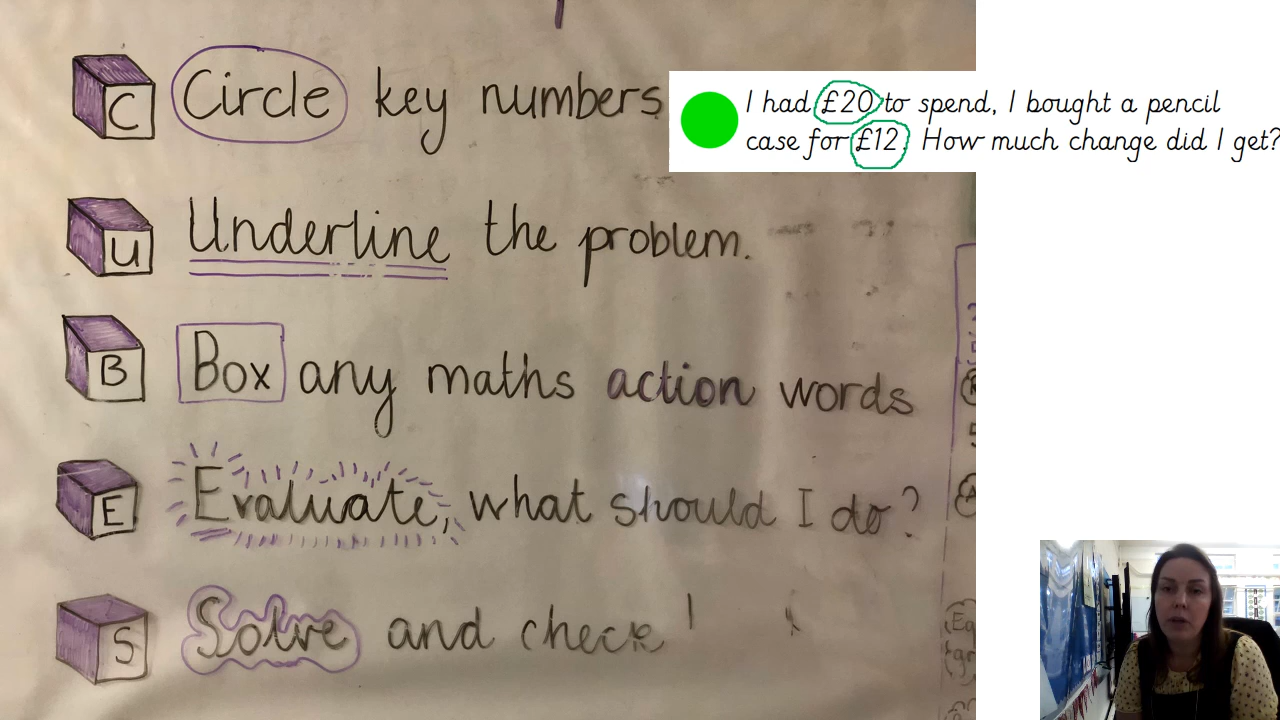 C Circle key numbers.
I had £20 to spend, I bought a pencil
case for £12. How much change did I get?
U Underline the problem.
B Box any maths action words
E Evaluate, what should I do?
S Solve and check!